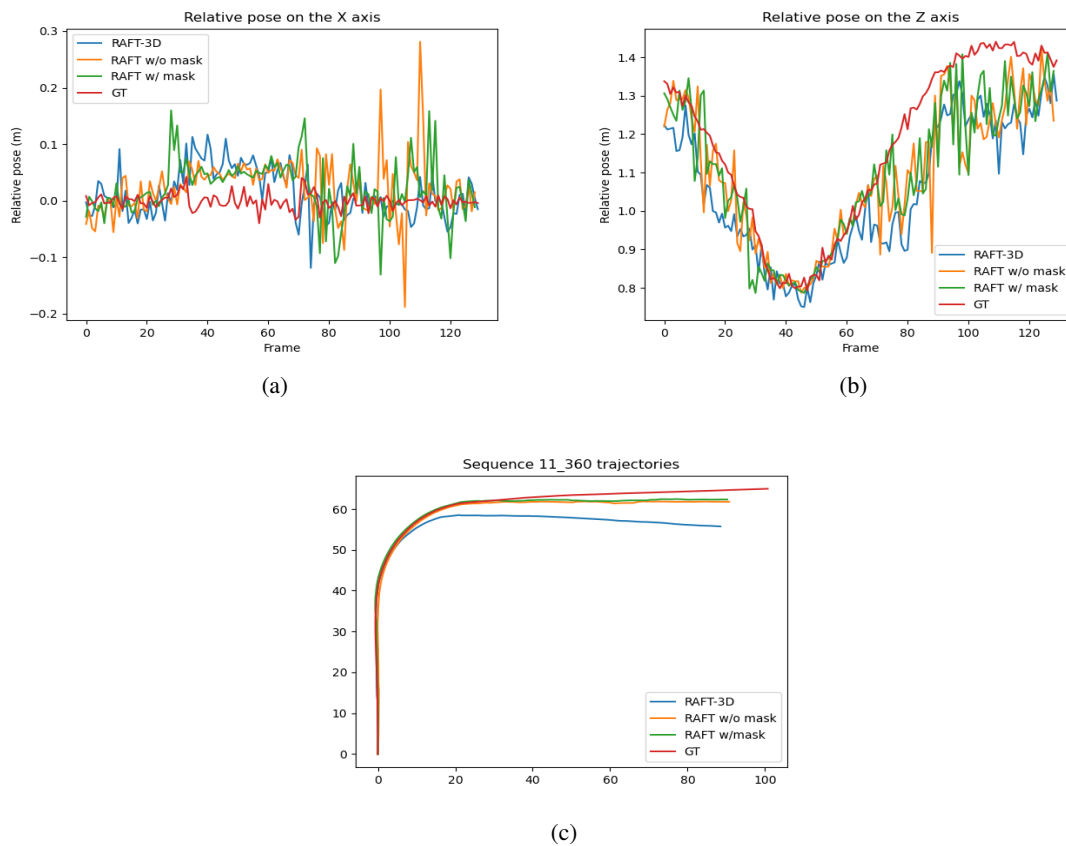 Relative pose on the X axis
0.3
0.2
0.1
0.0
−0.1
−0.2
Relative pose (m)
RAFT-3D
RAFT w/o mask
RAFT w/ mask
GT
0 20 40 60 80 100 120
Frame
(a)
Relative pose on the Z axis
1.4
1.3
1.2
1.1
1.0
0.9
0.8
Relative pose (m)
RAFT-3D
RAFT w/o mask
RAFT w/ mask
GT
0 20 40 60 80 100 120
Frame
(b)
Sequence 11_360 trajectories
60
50
40
30
20
10
0
RAFT-3D
RAFT w/o mask
RAFT w/mask
GT
0 20 40 60 80 100
(c)